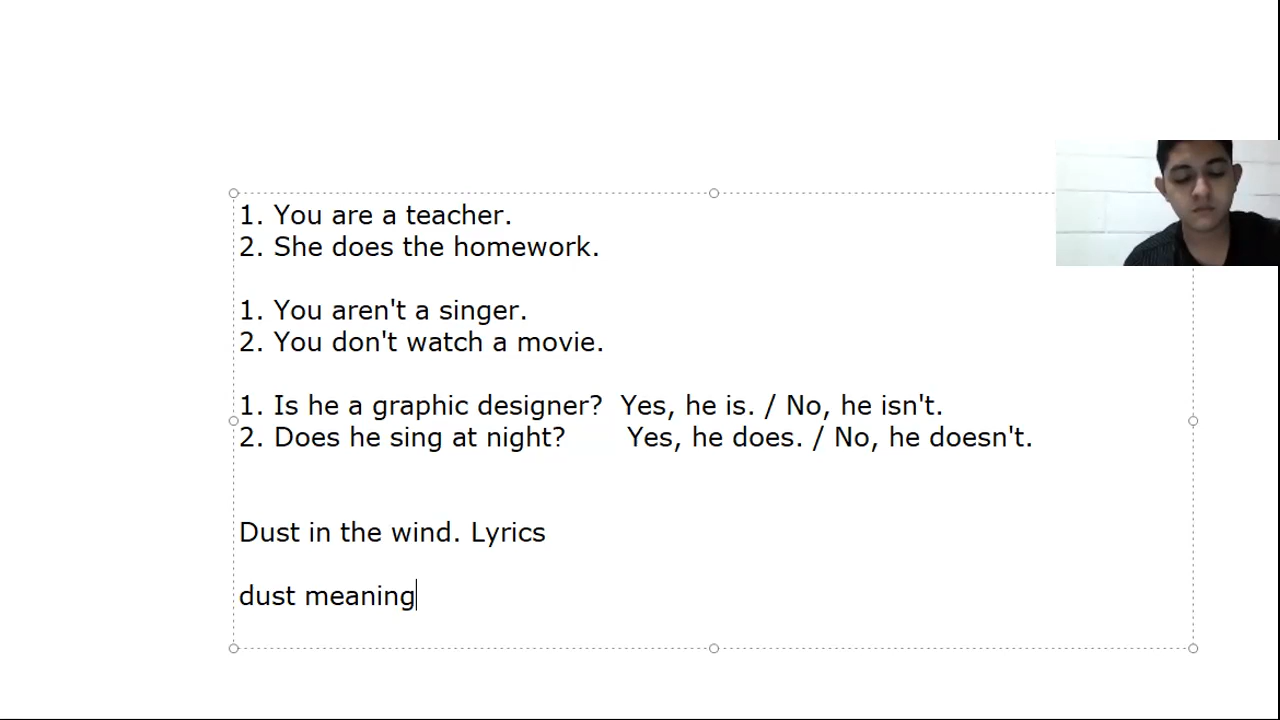 1. You are a teacher.
2. She does the homework.
1. You aren't a singer.
2. You don't watch a movie.
1. Is he a graphic designer? Yes, he is. / No, he isn't.
2. Does he sing at night? Yes, he does. / No, he doesn't.
Dust in the wind. Lyrics
dust meaning